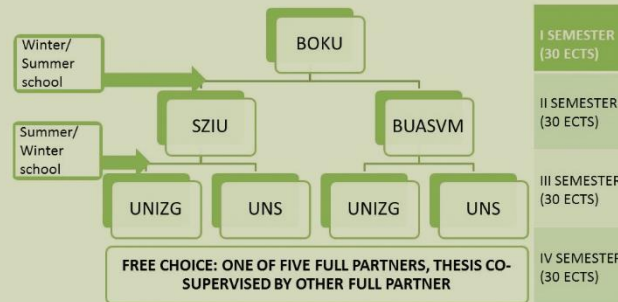 BOKU
I SEMESTER
(30 ECTS)
Winter/
Summer
school
SZIU
BUASVM
II SEMESTER
(30 ECTS)
Summer/
Winter
school
UNIZG
UNS
UNIZG
UNS
III SEMESTER
(30 ECTS)
FREE CHOICE: ONE OF FIVE FULL PARTNERS, THESIS CO-
SUPERVISED BY OTHER FULL PARTNER
IV SEMESTER
(30 ECTS)